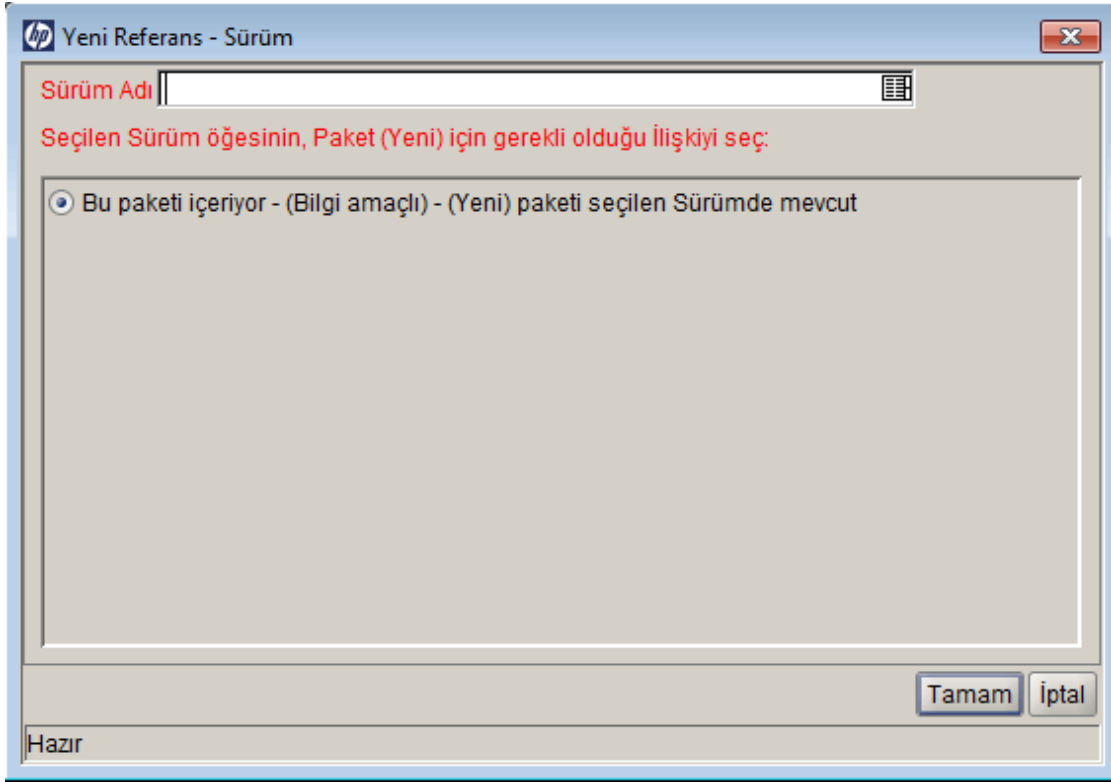 hp Yeni Referans - Sürüm
Sürüm Adı
Seçilen Sürüm öğesinin, Paket (Yeni) için gerekli olduğu İlişkiyi seç:
Bu paketi içeriyor - (Bilgi amaçlı) - (Yeni) paketi seçilen Sürümde mevcut
Tamam İptal
Hazır